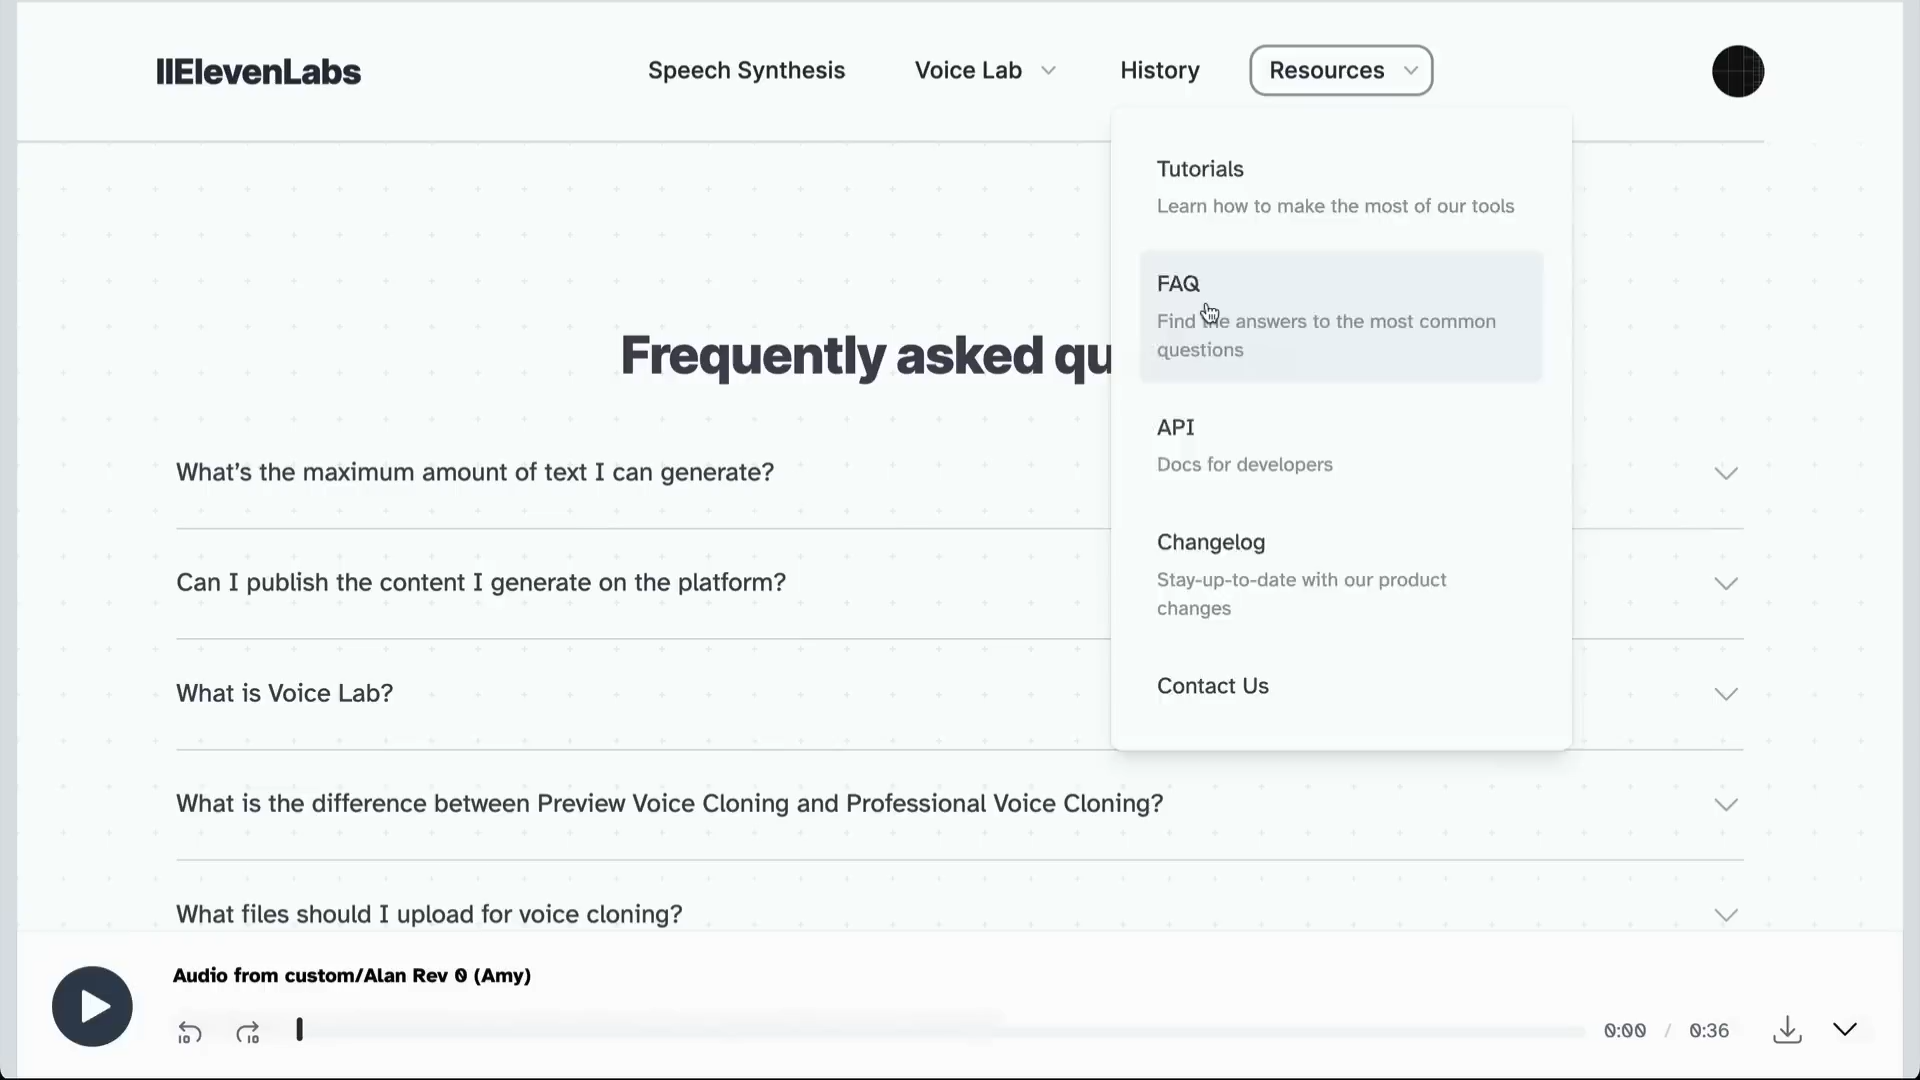 IIElevenLabs
Speech Synthesis
Voice Lab
History
Resources
Tutorials
Learn how to make the most of our tools
FAQ
Find the answers to the most common
questions
API
Docs for developers
Changelog
Stay-up-to-date with our product
changes
Contact Us
Frequently asked qu
What’s the maximum amount of text I can generate?
Can I publish the content I generate on the platform?
What is Voice Lab?
What is the difference between Preview Voice Cloning and Professional Voice Cloning?
What files should I upload for voice cloning?
Audio from custom/Alan Rev 0 (Amy)
10
10
0:00 / 0:36